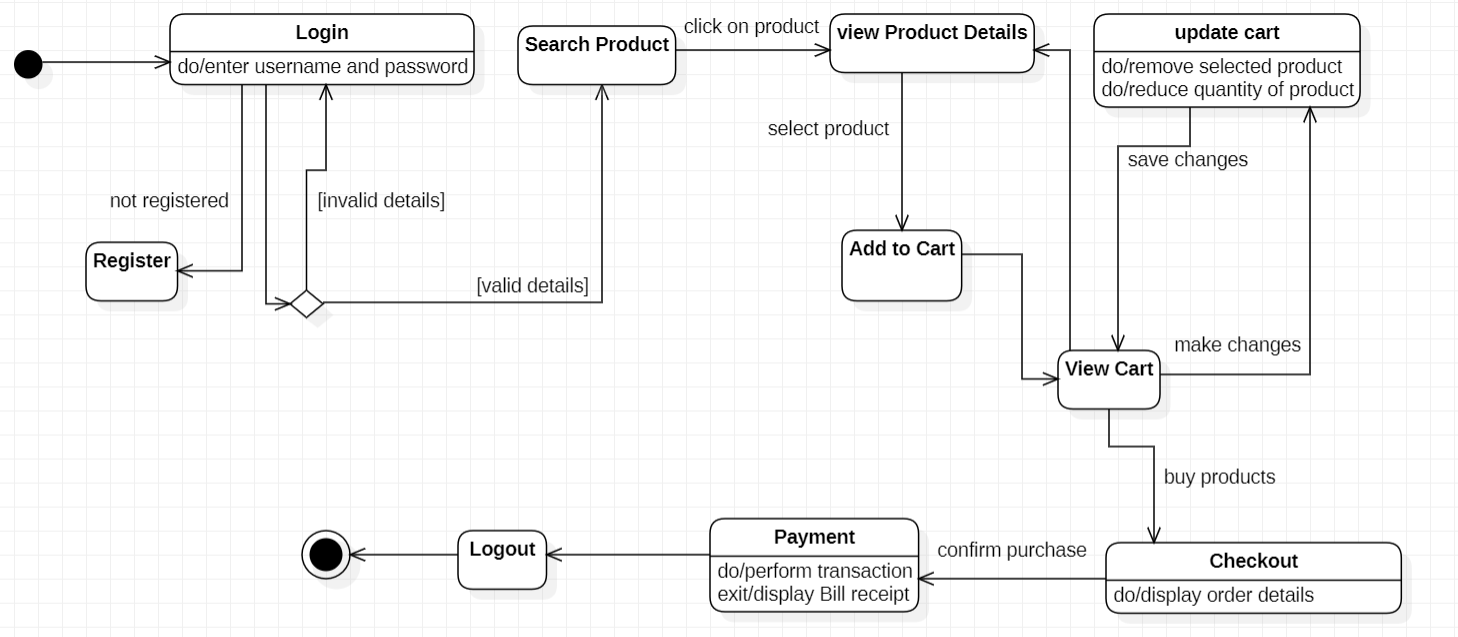 Login
do/enter username and password
Search Product
click on product
view Product Details
update cart
do/remove selected product
do/reduce quantity of product
select product
save changes
not registered
[invalid details]
Register
Add to Cart
[valid details]
make changes
View Cart
buy products
Logout
Payment
do/perform transaction
exit/display Bill receipt
confirm purchase
Checkout
do/display order details